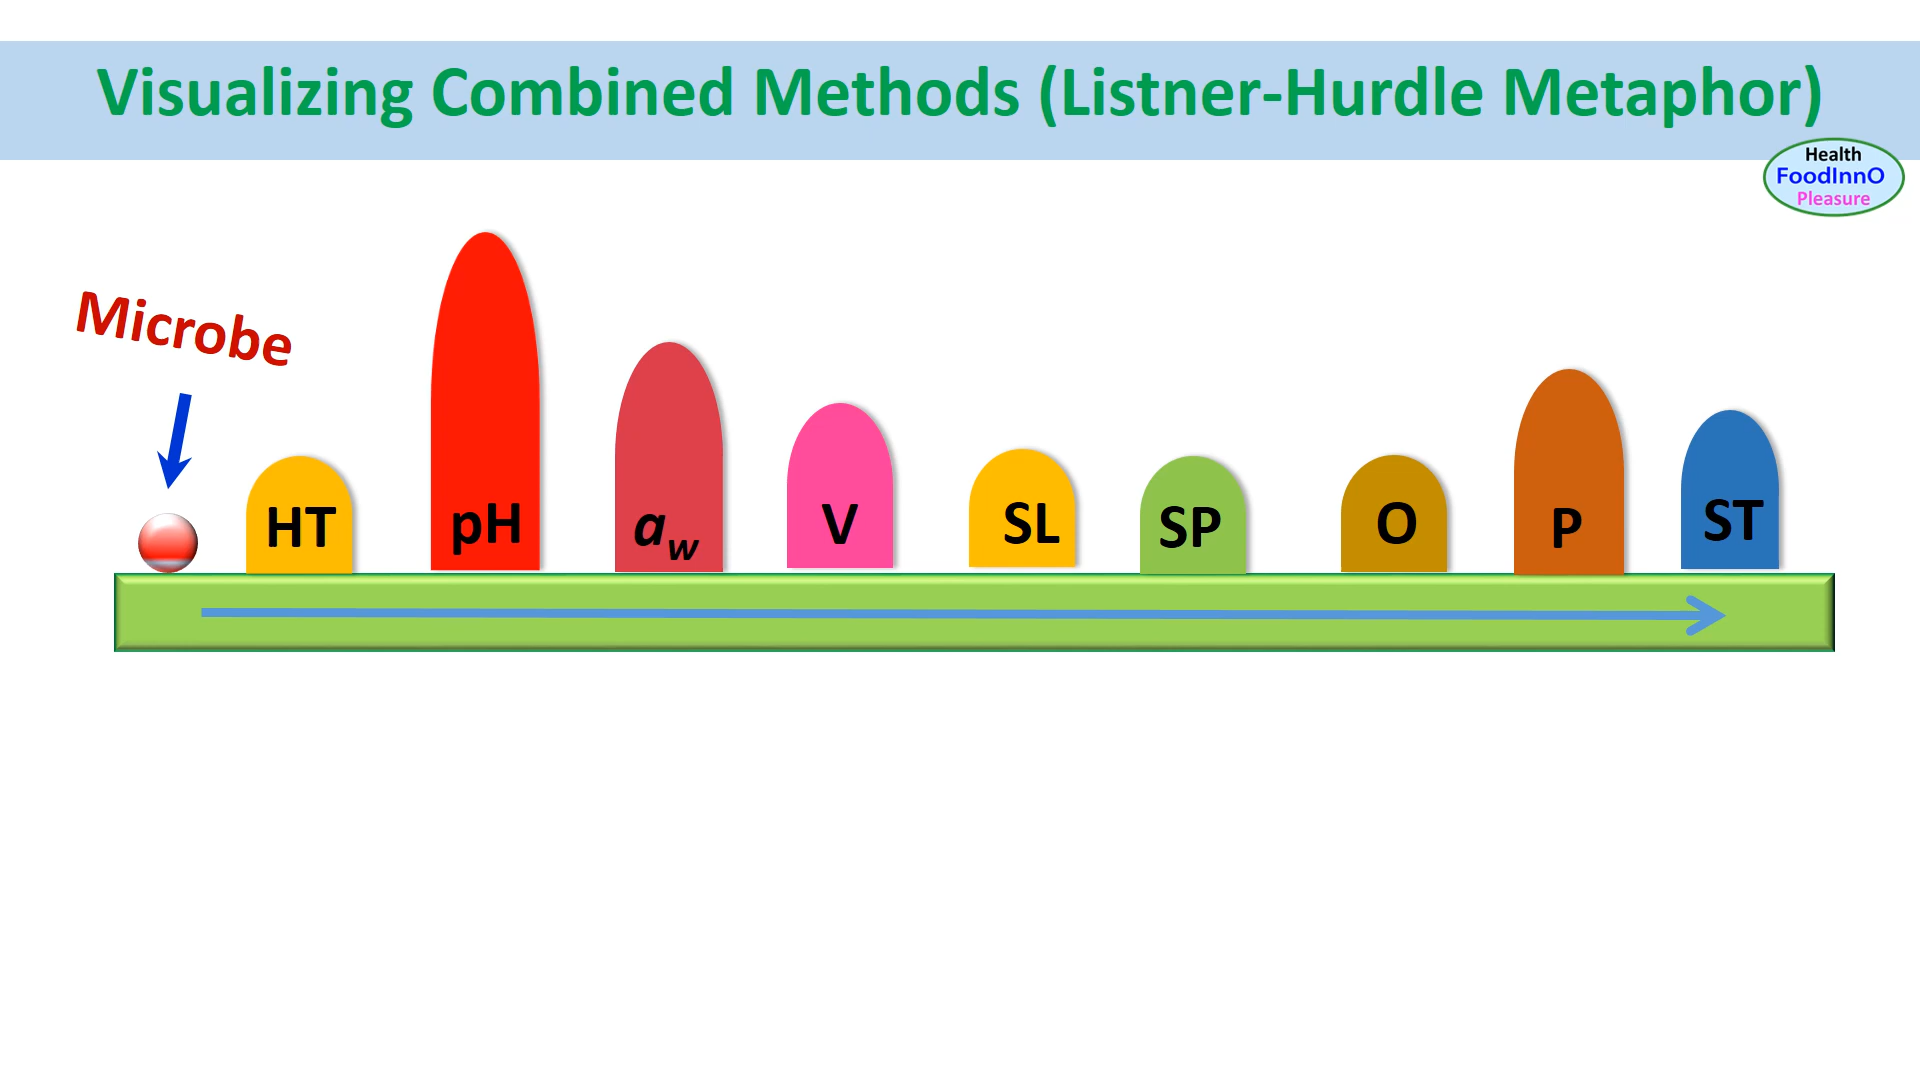 Visualizing Combined Methods (Listner-Hurdle Metaphor)
Health
FoodInnO
Pleasure
Microbe
HT
pH
aw
V
SL
SP
O
P
ST